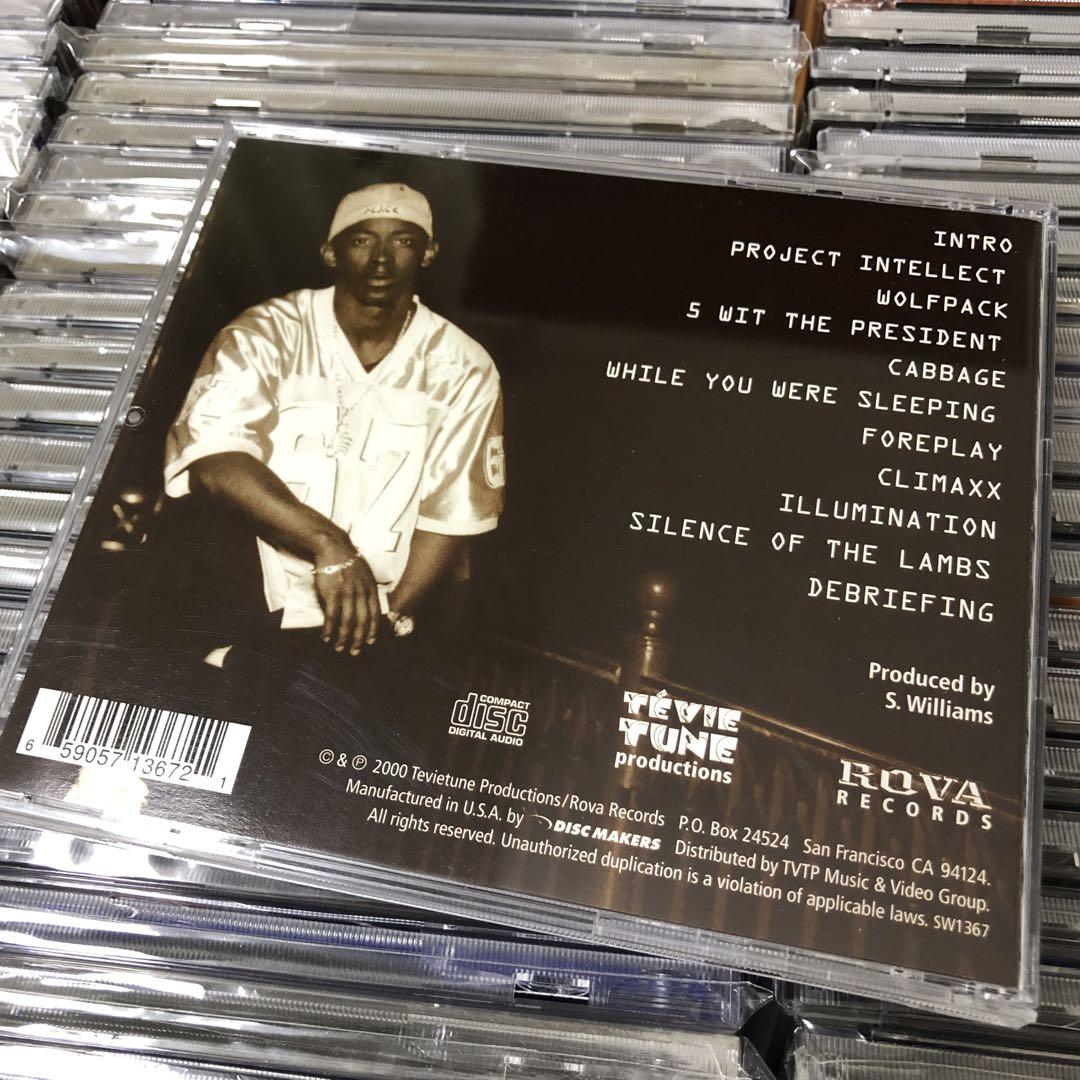 PEACE
67
6
INTRO
PROJECT INTELLECT
WOLFPACK
5 WIT THE PRESIDENT
CABBAGE
WHILE YOU WERE SLEEPING
FOREPLAY
CLIMAXX
ILLUMINATION
SILENCE OF THE LAMBS
DEBRIEFING
Produced by
S. Williams
6 59057 13672 1
COMPACT
disc
DIGITAL AUDIO
TÉVIE
TUNE
productions
ROVA
RECORDS
© & ℗ 2000 Tevietune Productions/Rova Records P.O. Box 24524 San Francisco CA 94124.
Manufactured in U.S.A. by DISC MAKERS Distributed by TVTP Music & Video Group.
All rights reserved. Unauthorized duplication is a violation of applicable laws. SW1367